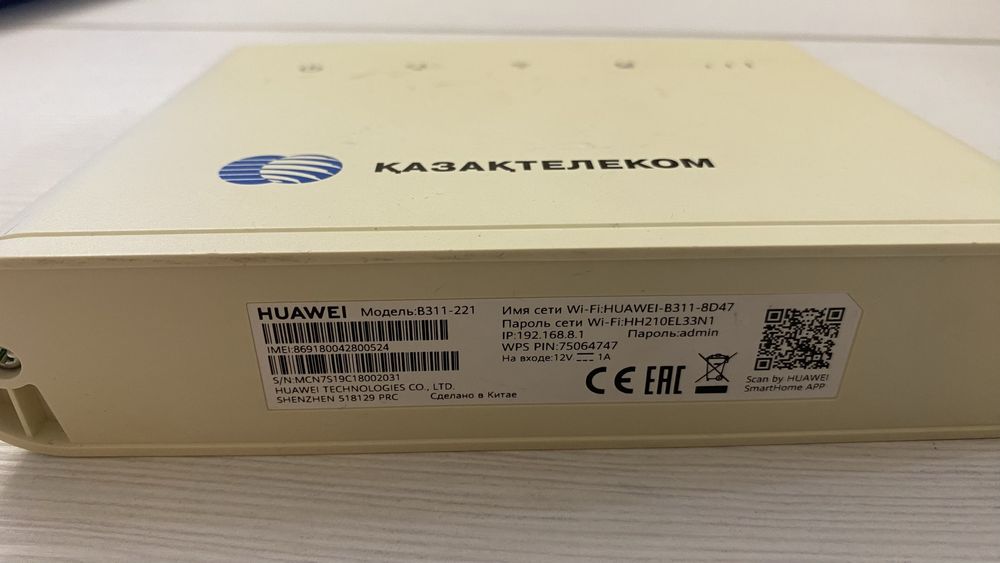 ҚАЗАҚТЕЛЕКОМ
HUAWEI Модель:B311-221
IMEI:869180042800524
S/N:MCN7S19C18002031
HUAWEI TECHNOLOGIES CO., LTD.
SHENZHEN 518129 PRC Сделано в Китае
Имя сети Wi-Fi:HUAWEI-B311-8D47
Пароль сети Wi-Fi:HH210EL33N1
IP:192.168.8.1 Пароль:admin
WPS PIN:75064747
На входе:12V ⎓ 1A
CE EAC
Scan by HUAWEI
SmartHome APP